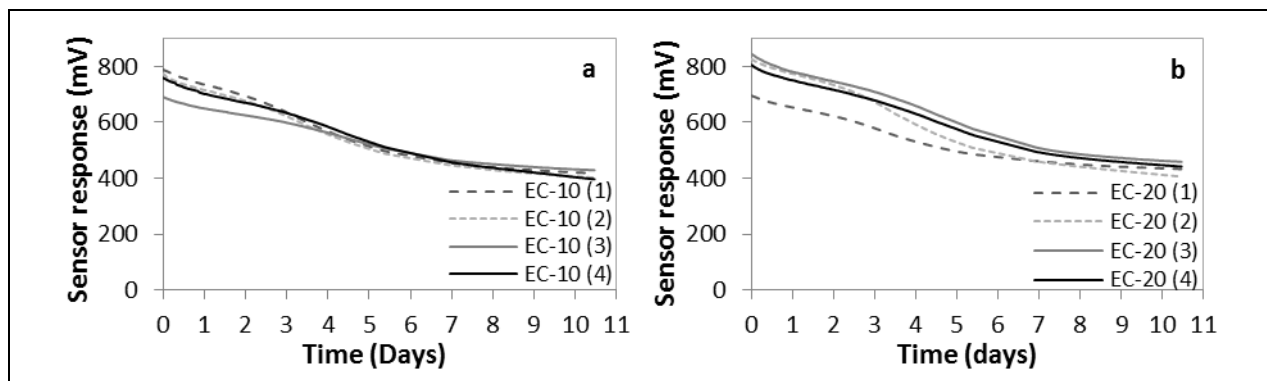 Sensor response (mV)
800
600
400
200
0
a
EC-10 (1)
EC-10 (2)
EC-10 (3)
EC-10 (4)
0 1 2 3 4 5 6 7 8 9 10 11
Time (Days)
Sensor response (mV)
800
600
400
200
0
b
EC-20 (1)
EC-20 (2)
EC-20 (3)
EC-20 (4)
0 1 2 3 4 5 6 7 8 9 10 11
Time (days)